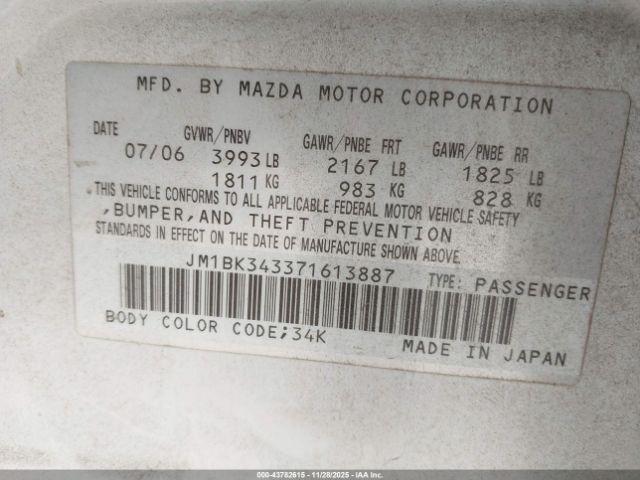 MFD. BY MAZDA MOTOR CORPORATION
DATE GVWR/PNBV GAWR/PNBE FRT GAWR/PNBE RR
07/06 3993 LB 2167 LB 1825 LB
1811 KG 983 KG 828 KG
THIS VEHICLE CONFORMS TO ALL APPLICABLE FEDERAL MOTOR VEHICLE SAFETY
,BUMPER,AND THEFT PREVENTION
STANDARDS IN EFFECT ON THE DATE OF MANUFACTURE SHOWN ABOVE.
JM1BK343371613887 TYPE: PASSENGER
BODY COLOR CODE;34K
MADE IN JAPAN
000-43782615 - 11/28/2025 - IAA Inc.